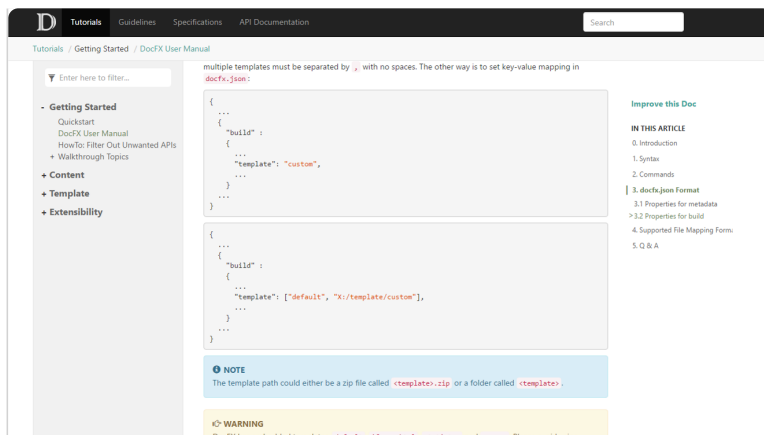 D Tutorials Guidelines Specifications API Documentation Search
Tutorials / Getting Started / DocFX User Manual
Enter here to filter...
- Getting Started
Quickstart
DocFX User Manual
HowTo: Filter Out Unwanted APIs
+ Walkthrough Topics
+ Content
+ Template
+ Extensibility
multiple templates must be separated by , with no spaces. The other way is to set key-value mapping in
docfx.json:
{
...
{
"build" :
{
...
"template": "custom",
...
}
...
}
{
...
{
"build" :
{
...
"template": ["default", "X:/template/custom"],
...
}
...
}
NOTE
The template path could either be a zip file called <template>.zip or a folder called <template>.
WARNING
Improve this Doc
IN THIS ARTICLE
0. Introduction
1. Syntax
2. Commands
3. docfx.json Format
3.1 Properties for metadata
>3.2 Properties for build
4. Supported File Mapping Form
5. Q & A